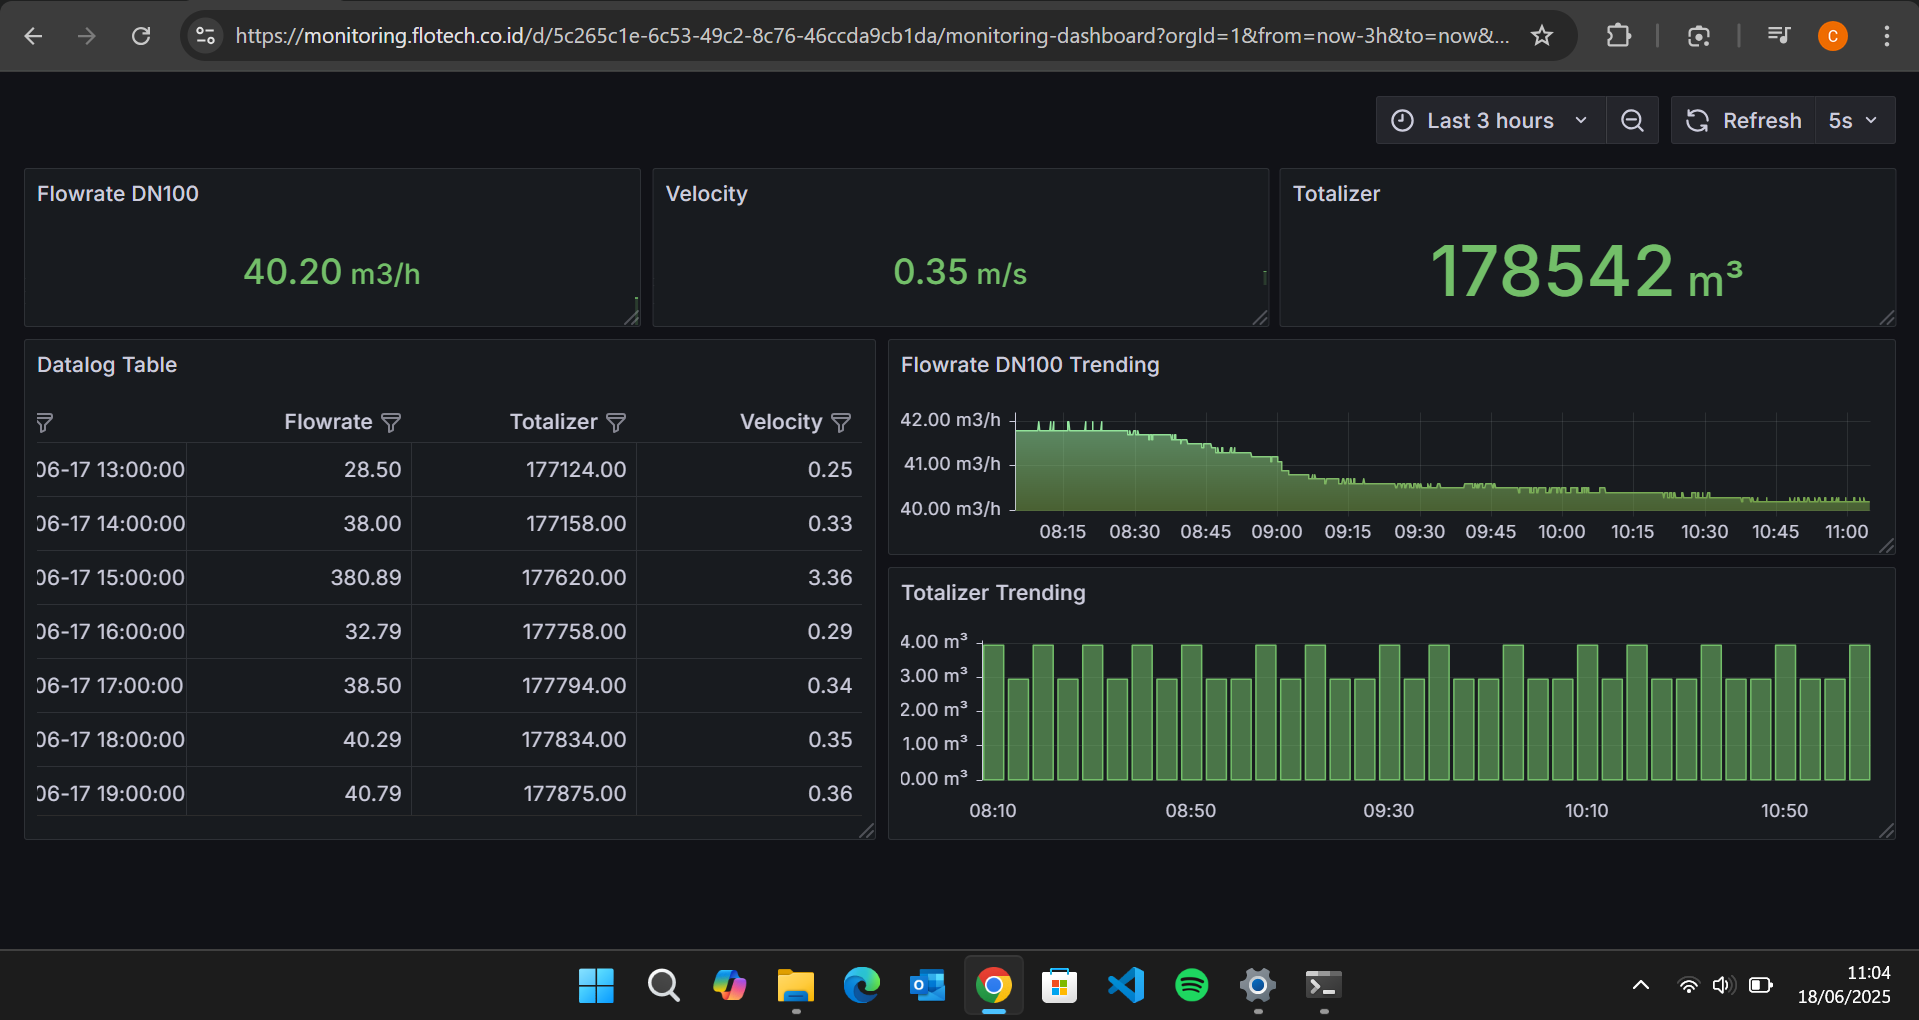 https://monitoring.flotech.co.id/d/5c265c1e-6c53-49c2-8c76-46ccda9cb1da/monitoring-dashboard?orgId=1&from=now-3h&to=now&...
C
Last 3 hours
Refresh
5s
Flowrate DN100
40.20 m3/h
Velocity
0.35 m/s
Totalizer
178542 m³
Datalog Table
Flowrate Totalizer Velocity
06-17 13:00:00 28.50 177124.00 0.25
06-17 14:00:00 38.00 177158.00 0.33
06-17 15:00:00 380.89 177620.00 3.36
06-17 16:00:00 32.79 177758.00 0.29
06-17 17:00:00 38.50 177794.00 0.34
06-17 18:00:00 40.29 177834.00 0.35
06-17 19:00:00 40.79 177875.00 0.36
Flowrate DN100 Trending
42.00 m3/h
41.00 m3/h
40.00 m3/h
08:15 08:30 08:45 09:00 09:15 09:30 09:45 10:00 10:15 10:30 10:45 11:00
Totalizer Trending
4.00 m³
3.00 m³
2.00 m³
1.00 m³
0.00 m³
08:10 08:50 09:30 10:10 10:50
11:04
18/06/2025